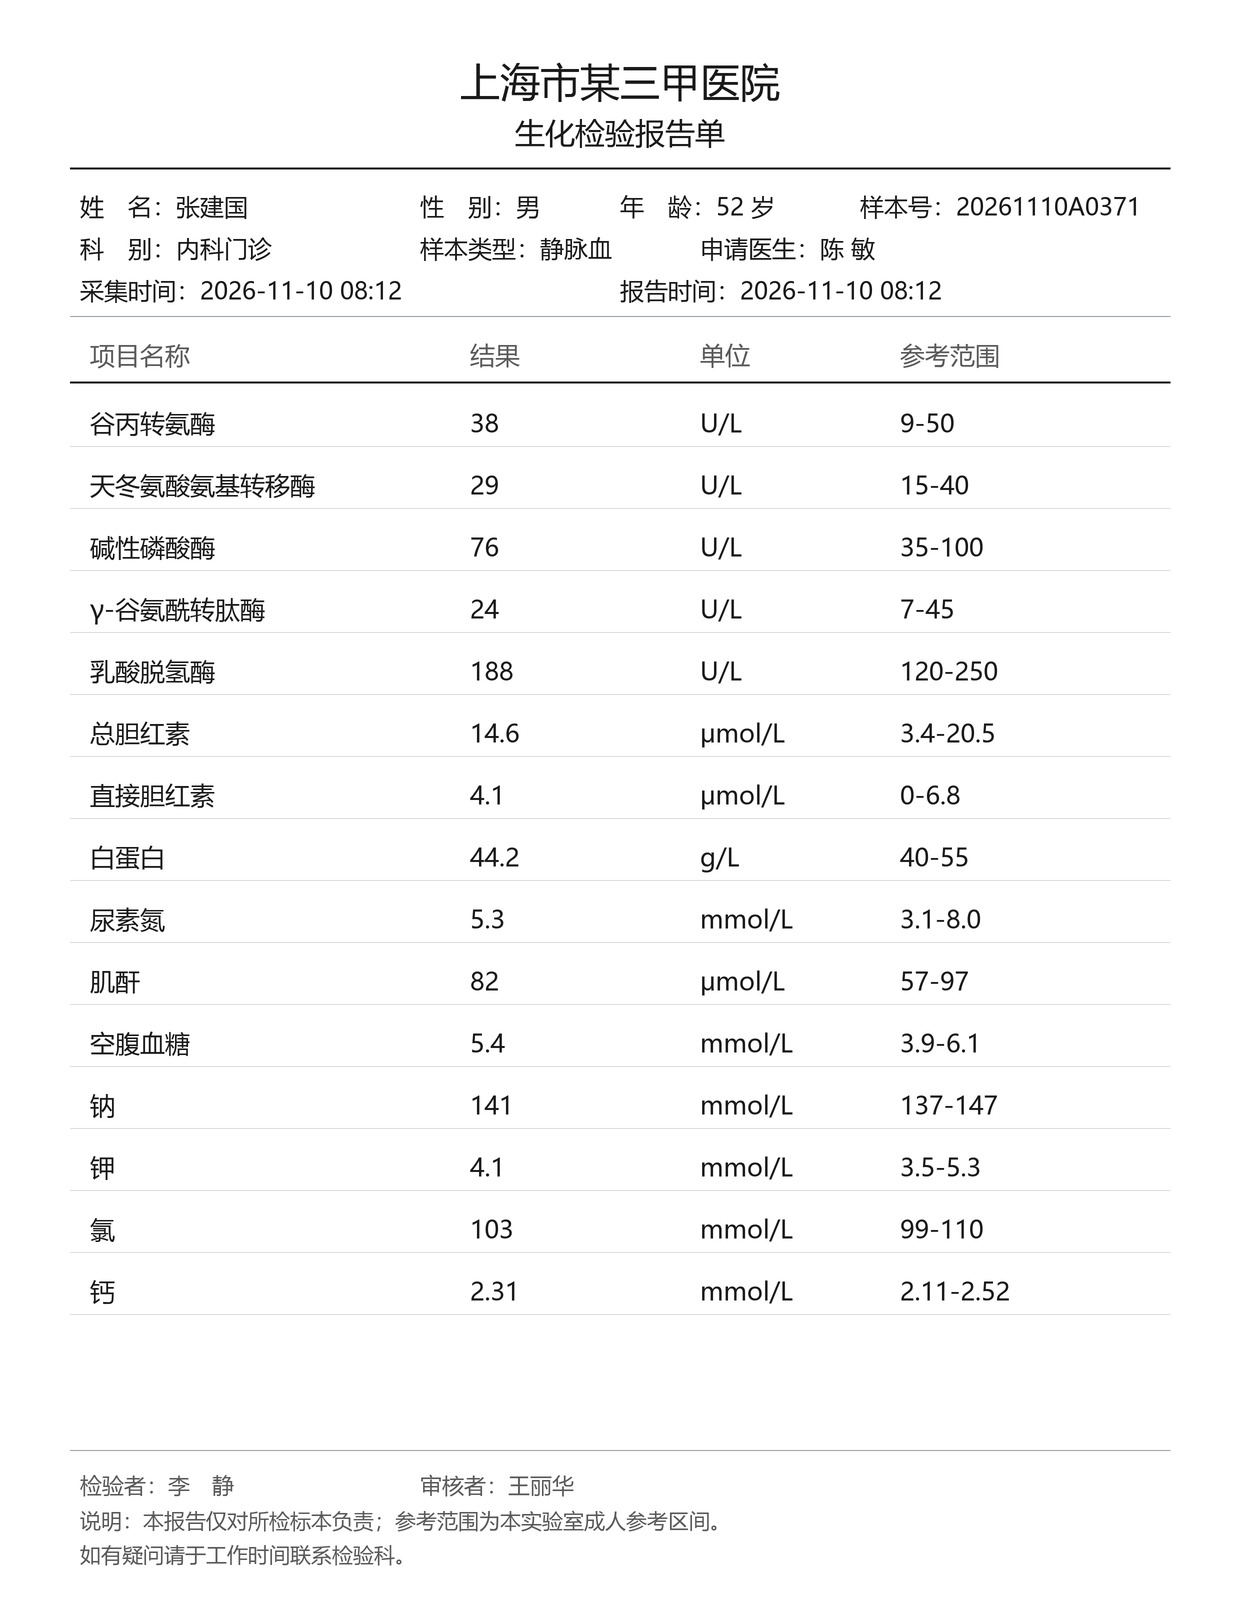 上海市某三甲医院
生化检验报告单
姓 名：张建国 性 别：男 年 龄：52 岁 样本号：20261110A0371
科 别：内科门诊 样本类型：静脉血 申请医生：陈 敏
采集时间：2026-11-10 08:12 报告时间：2026-11-10 08:12
项目名称 结果 单位 参考范围
谷丙转氨酶 38 U/L 9-50
天冬氨酸氨基转移酶 29 U/L 15-40
碱性磷酸酶 76 U/L 35-100
γ-谷氨酰转肽酶 24 U/L 7-45
乳酸脱氢酶 188 U/L 120-250
总胆红素 14.6 μmol/L 3.4-20.5
直接胆红素 4.1 μmol/L 0-6.8
白蛋白 44.2 g/L 40-55
尿素氮 5.3 mmol/L 3.1-8.0
肌酐 82 μmol/L 57-97
空腹血糖 5.4 mmol/L 3.9-6.1
钠 141 mmol/L 137-147
钾 4.1 mmol/L 3.5-5.3
氯 103 mmol/L 99-110
钙 2.31 mmol/L 2.11-2.52
检验者：李 静 审核者：王丽华
说明：本报告仅对所检标本负责；参考范围为本实验室成人参考区间。
如有疑问请于工作时间联系检验科。